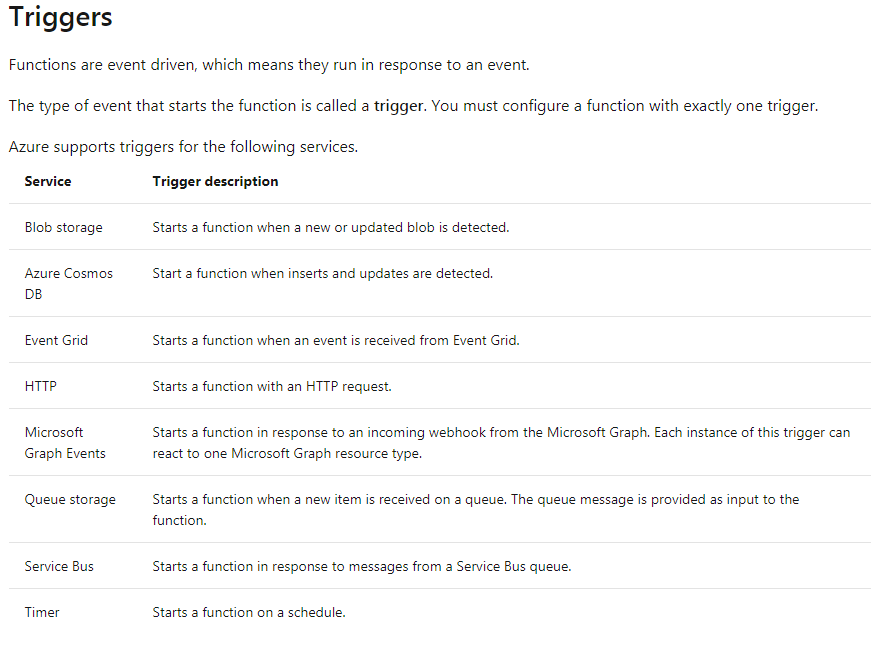 Triggers
Functions are event driven, which means they run in response to an event.
The type of event that starts the function is called a trigger. You must configure a function with exactly one trigger.
Azure supports triggers for the following services.
Service Trigger description
Blob storage Starts a function when a new or updated blob is detected.
Azure Cosmos Start a function when inserts and updates are detected.
DB
Event Grid Starts a function when an event is received from Event Grid.
HTTP Starts a function with an HTTP request.
Microsoft Starts a function in response to an incoming webhook from the Microsoft Graph. Each instance of this trigger can
Graph Events react to one Microsoft Graph resource type.
Queue storage Starts a function when a new item is received on a queue. The queue message is provided as input to the
function.
Service Bus Starts a function in response to messages from a Service Bus queue.
Timer Starts a function on a schedule.